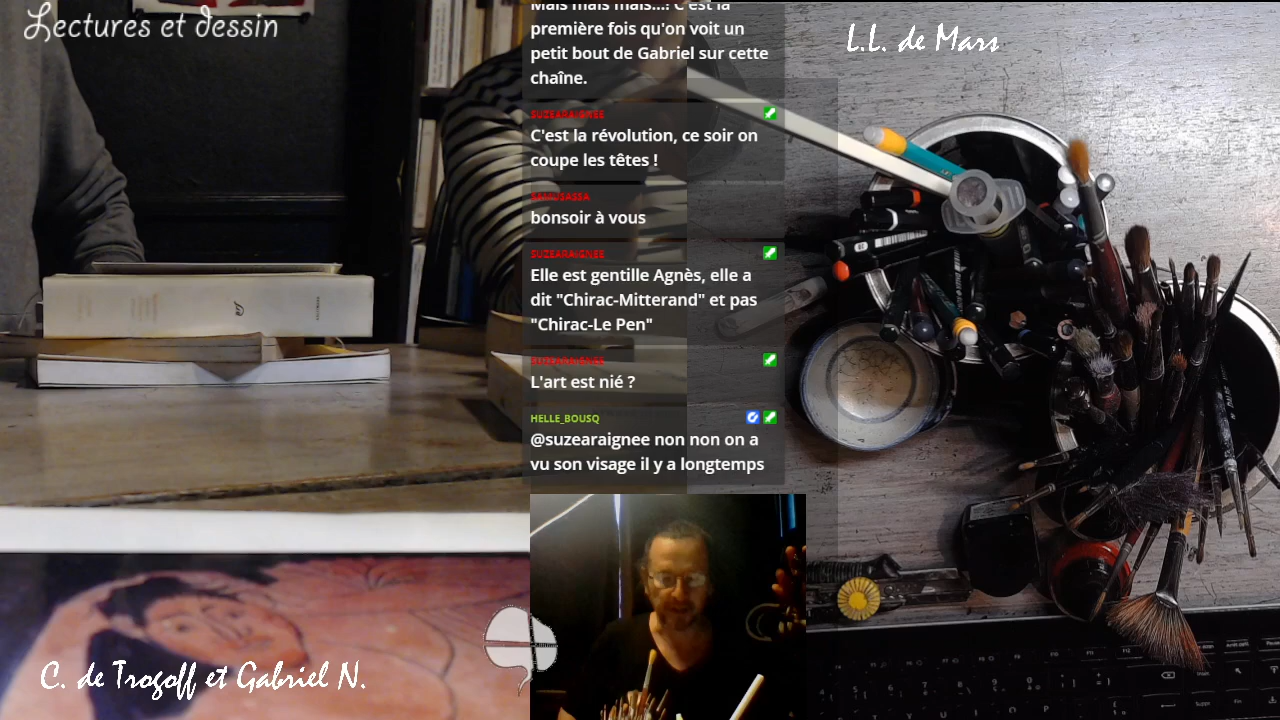 Lectures et dessin
Mais mais mais...! C'est la
première fois qu'on voit un
petit bout de Gabriel sur cette
chaîne.
SUZEARAIGNEE
C'est la révolution, ce soir on
coupe les têtes !
bonsoir à vous
SUZEARAIGNEE
Elle est gentille Agnès, elle a
dit "Chirac-Mitterand" et pas
"Chirac-Le Pen"
SUZEARAIGNEE
L'art est nié ?
HELLE_BOUSQ
@suzearaignee non non on a
vu son visage il y a longtemps
L.L. de Mars
C. de Trogoff et Gabriel N.